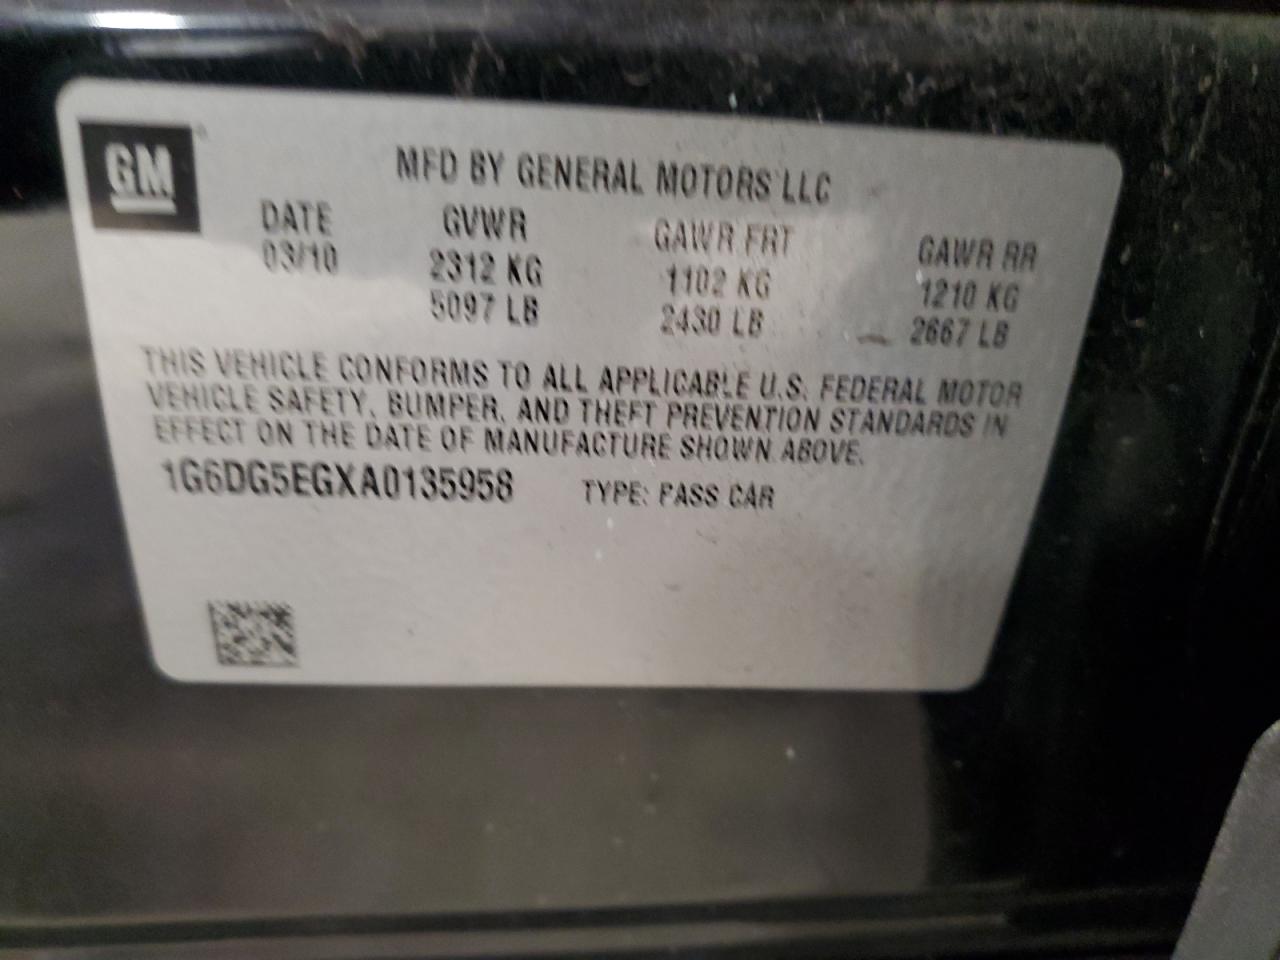 GM
MFD BY GENERAL MOTORS LLC
DATE GVWR GAWR FRT GAWR RR
03/10 2312 KG 1102 KG 1210 KG
5097 LB 2430 LB 2667 LB
THIS VEHICLE CONFORMS TO ALL APPLICABLE U.S. FEDERAL MOTOR
VEHICLE SAFETY, BUMPER, AND THEFT PREVENTION STANDARDS IN
EFFECT ON THE DATE OF MANUFACTURE SHOWN ABOVE.
1G6DG5EGXA0135958 TYPE: PASS CAR